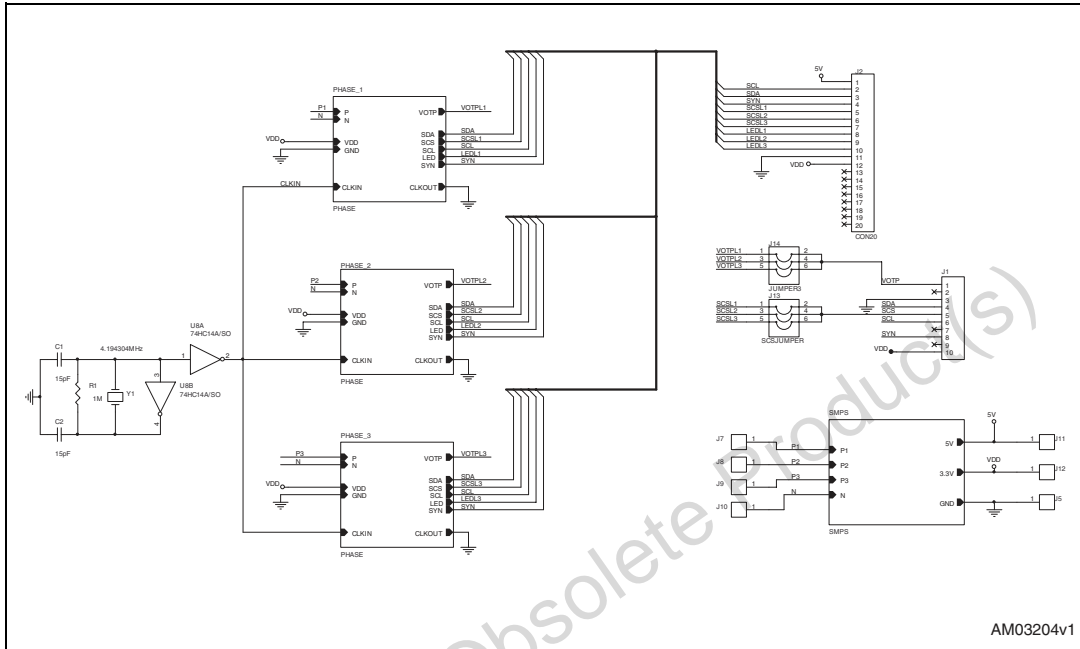 PHASE_1
P1
N
P
N
VDD
VDD
GND
CLKIN
CLKIN
VOTP
VOTPL1
SDA
SCS
SCL
LED
SYN
SDA
SCSL1
SCL
LEDL1
SYN
CLKOUT
PHASE
PHASE_2
P2
N
P
N
VDD
VDD
GND
CLKIN
VOTP
VOTPL2
SDA
SCS
SCL
LED
SYN
SDA
SCSL2
SCL
LEDL2
SYN
CLKOUT
PHASE
PHASE_3
P3
N
P
N
VDD
VDD
GND
CLKIN
VOTP
VOTPL3
SDA
SCS
SCL
LED
SYN
SDA
SCSL3
SCL
LEDL3
SYN
CLKOUT
PHASE
U8A
74HC14A/SO
1
2
4.194304MHz
C1
15pF
R1
1M
Y1
3
U8B
74HC14A/SO
4
C2
15pF
5V
J2
SCL
SDA
SYN
SCSL1
SCSL2
SCSL3
LEDL1
LEDL2
LEDL3
VDD
1
2
3
4
5
6
7
8
9
10
11
12
13
14
15
16
17
18
19
20
CON20
J14
VOTPL1 1 2
VOTPL2 3 4
VOTPL3 5 6
JUMPER3
J13
SCSL1 1 2
SCSL2 3 4
SCSL3 5 6
SCSJUMPER
J1
VOTP
SDA
SCS
SCL
SYN
VDD
1
2
3
4
5
6
7
8
9
10
SMPS
J7 1 P1 P1
J8 1 P2 P2
J9 1 P3 P3
J10 1 N N
5V
5V 1 J11
VDD
3.3V 1 J12
GND 1 J5
SMPS
Obsolete Product(s)
AM03204v1